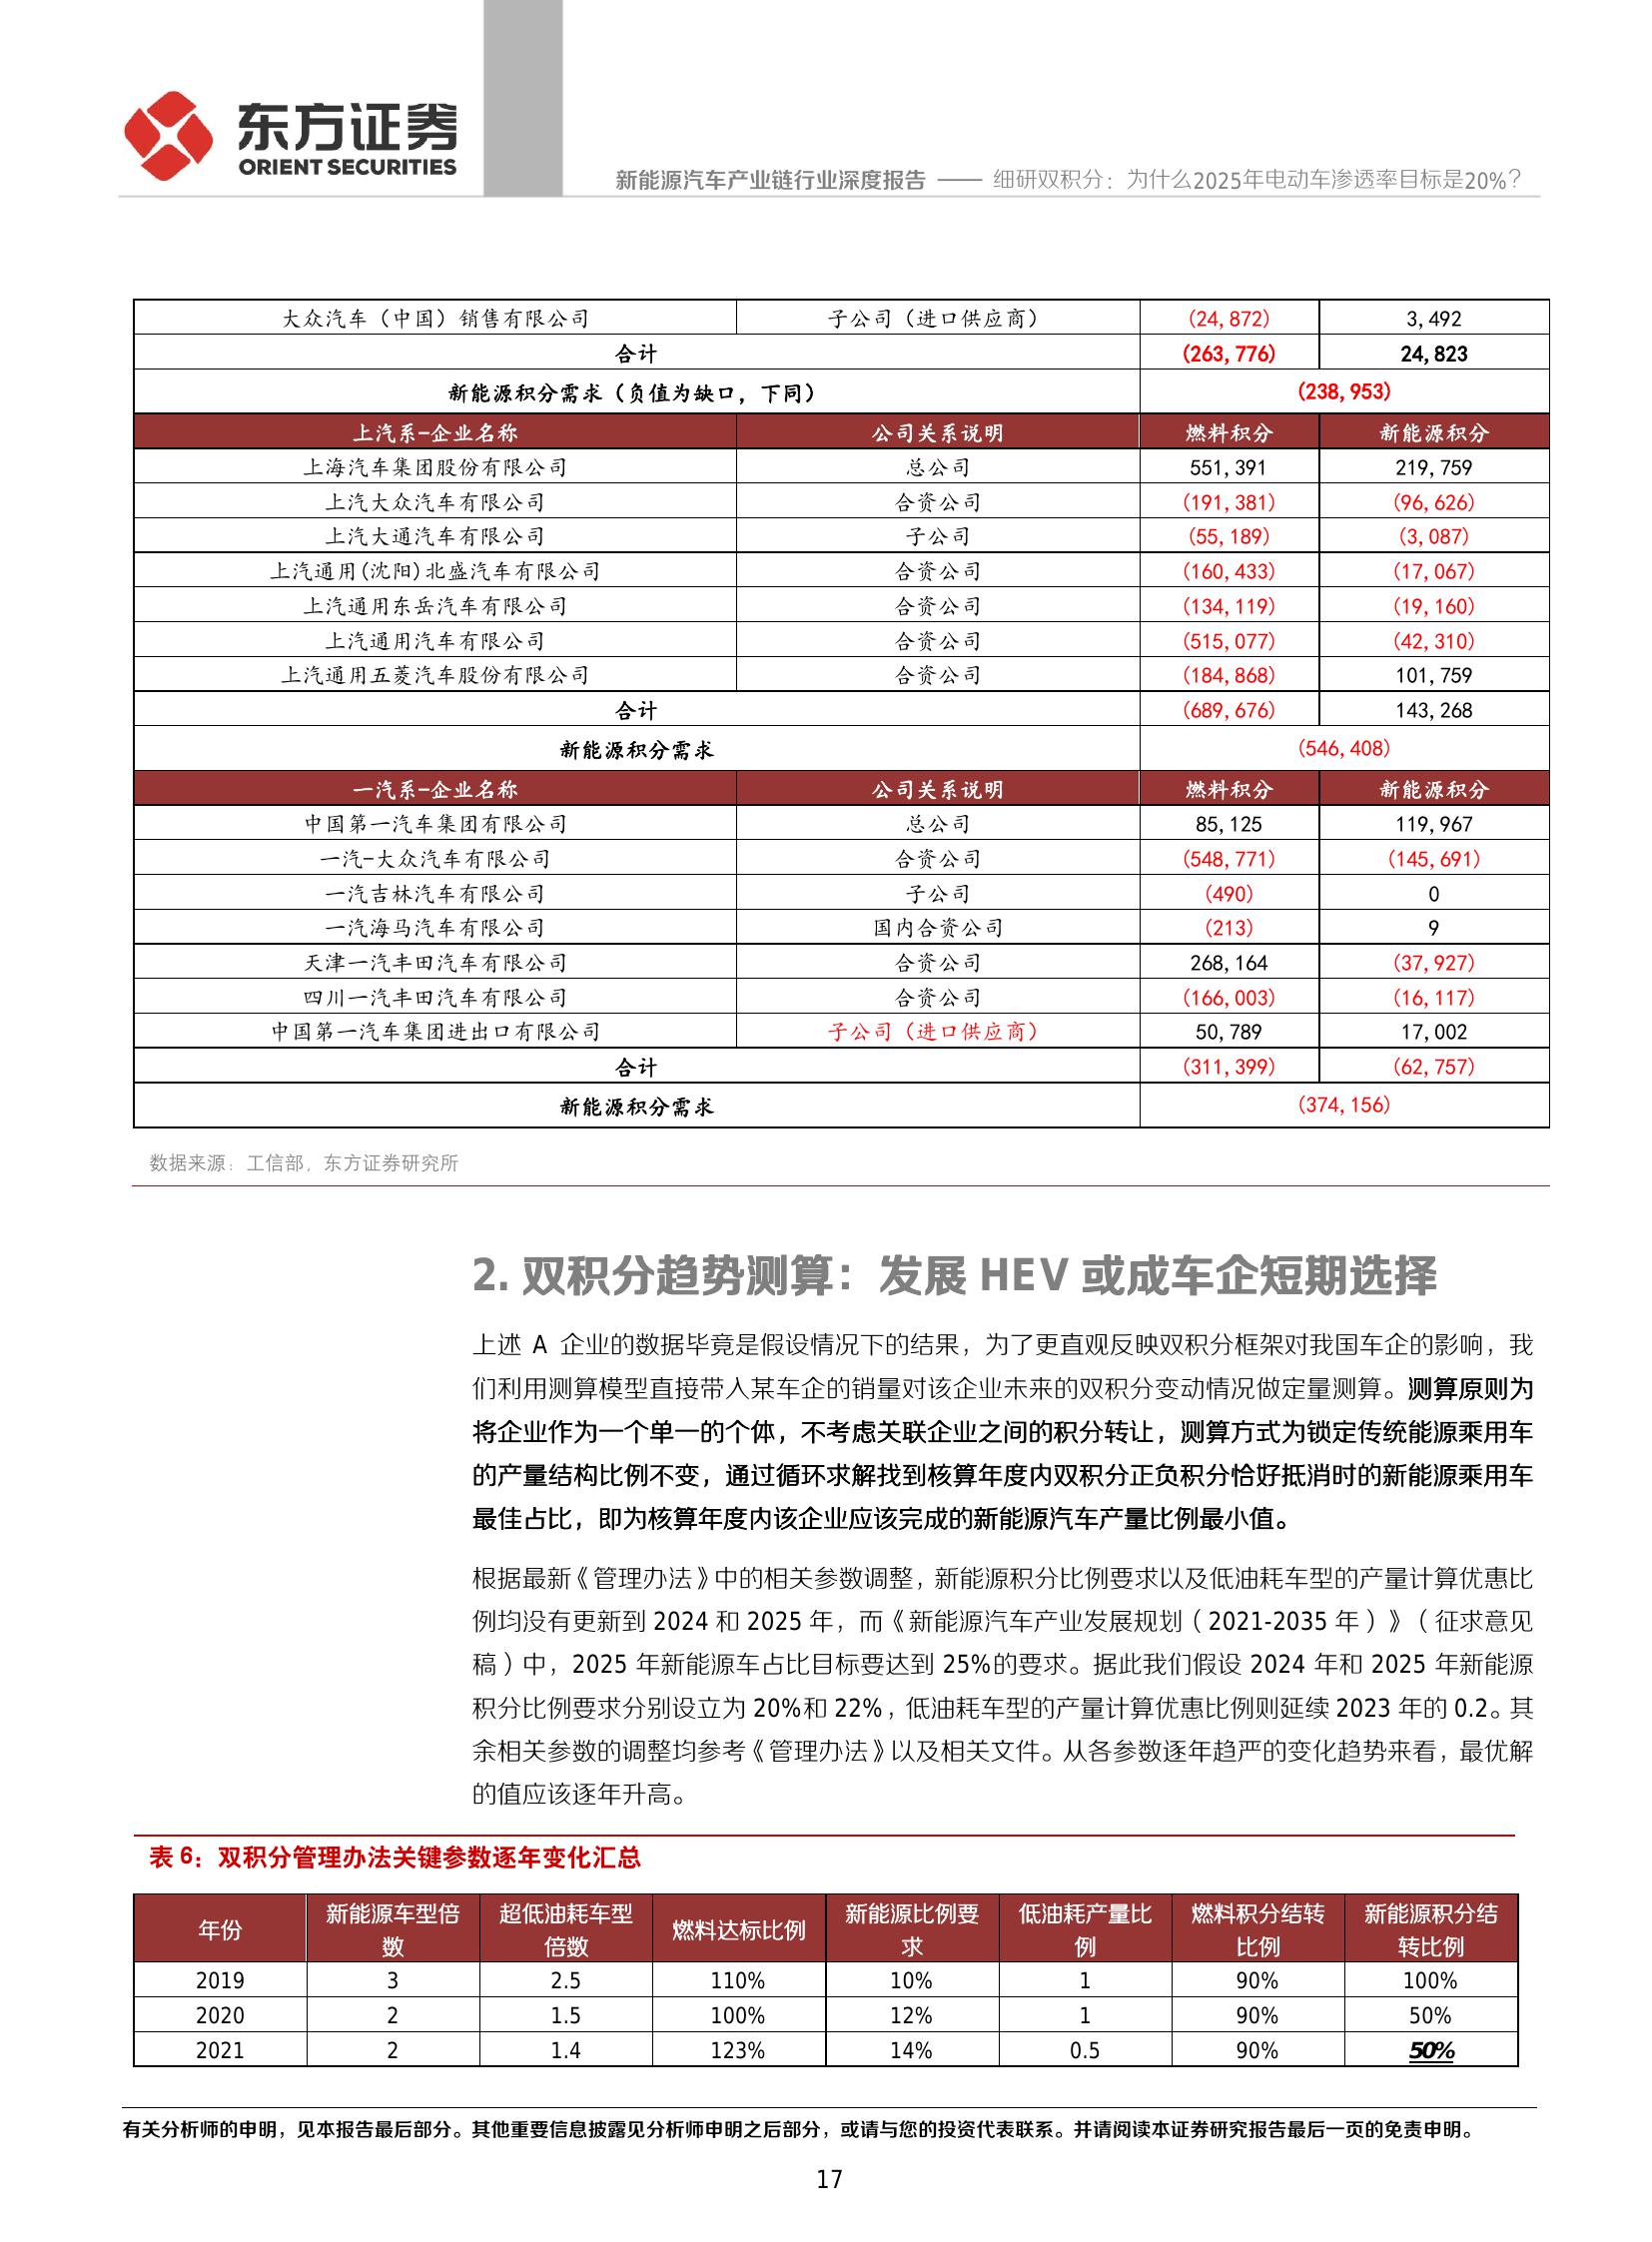 东方证券
ORIENT SECURITIES
新能源汽车产业链行业深度报告 —— 细研双积分：为什么2025年电动车渗透率目标是20%？
大众汽车（中国）销售有限公司 子公司（进口供应商） (24,872) 3,492
合计 (263,776) 24,823
新能源积分需求（负值为缺口，下同） (238,953)
上汽系-企业名称 公司关系说明 燃料积分 新能源积分
上海汽车集团股份有限公司 总公司 551,391 219,759
上汽大众汽车有限公司 合资公司 (191,381) (96,626)
上汽大通汽车有限公司 子公司 (55,189) (3,087)
上汽通用(沈阳)北盛汽车有限公司 合资公司 (160,433) (17,067)
上汽通用东岳汽车有限公司 合资公司 (134,119) (19,160)
上汽通用汽车有限公司 合资公司 (515,077) (42,310)
上汽通用五菱汽车股份有限公司 合资公司 (184,868) 101,759
合计 (689,676) 143,268
新能源积分需求 (546,408)
一汽系-企业名称 公司关系说明 燃料积分 新能源积分
中国第一汽车集团有限公司 总公司 85,125 119,967
一汽-大众汽车有限公司 合资公司 (548,771) (145,691)
一汽吉林汽车有限公司 子公司 (490) 0
一汽海马汽车有限公司 国内合资公司 (213) 9
天津一汽丰田汽车有限公司 合资公司 268,164 (37,927)
四川一汽丰田汽车有限公司 合资公司 (166,003) (16,117)
中国第一汽车集团进出口有限公司 子公司（进口供应商） 50,789 17,002
合计 (311,399) (62,757)
新能源积分需求 (374,156)
数据来源：工信部，东方证券研究所
2. 双积分趋势测算：发展 HEV 或成车企短期选择
上述 A 企业的数据毕竟是假设情况下的结果，为了更直观反映双积分框架对我国车企的影响，我
们利用测算模型直接带入某车企的销量对该企业未来的双积分变动情况做定量测算。测算原则为
将企业作为一个单一的个体，不考虑关联企业之间的积分转让，测算方式为锁定传统能源乘用车
的产量结构比例不变，通过循环求解找到核算年度内双积分正负积分恰好抵消时的新能源乘用车
最佳占比，即为核算年度内该企业应该完成的新能源汽车产量比例最小值。
根据最新《管理办法》中的相关参数调整，新能源积分比例要求以及低油耗车型的产量计算优惠比
例均没有更新到 2024 和 2025 年，而《新能源汽车产业发展规划（2021-2035 年）》（征求意见
稿）中，2025 年新能源车占比目标要达到 25%的要求。据此我们假设 2024 年和 2025 年新能源
积分比例要求分别设立为 20%和 22%，低油耗车型的产量计算优惠比例则延续 2023 年的 0.2。其
余相关参数的调整均参考《管理办法》以及相关文件。从各参数逐年趋严的变化趋势来看，最优解
的值应该逐年升高。
表 6：双积分管理办法关键参数逐年变化汇总
年份 新能源车型倍数 超低油耗车型倍数 燃料达标比例 新能源比例要求 低油耗产量比例 燃料积分结转比例 新能源积分结转比例
2019 3 2.5 110% 10% 1 90% 100%
2020 2 1.5 100% 12% 1 90% 50%
2021 2 1.4 123% 14% 0.5 90% 50%
有关分析师的申明，见本报告最后部分。其他重要信息披露见分析师申明之后部分，或请与您的投资代表联系。并请阅读本证券研究报告最后一页的免责申明。
17